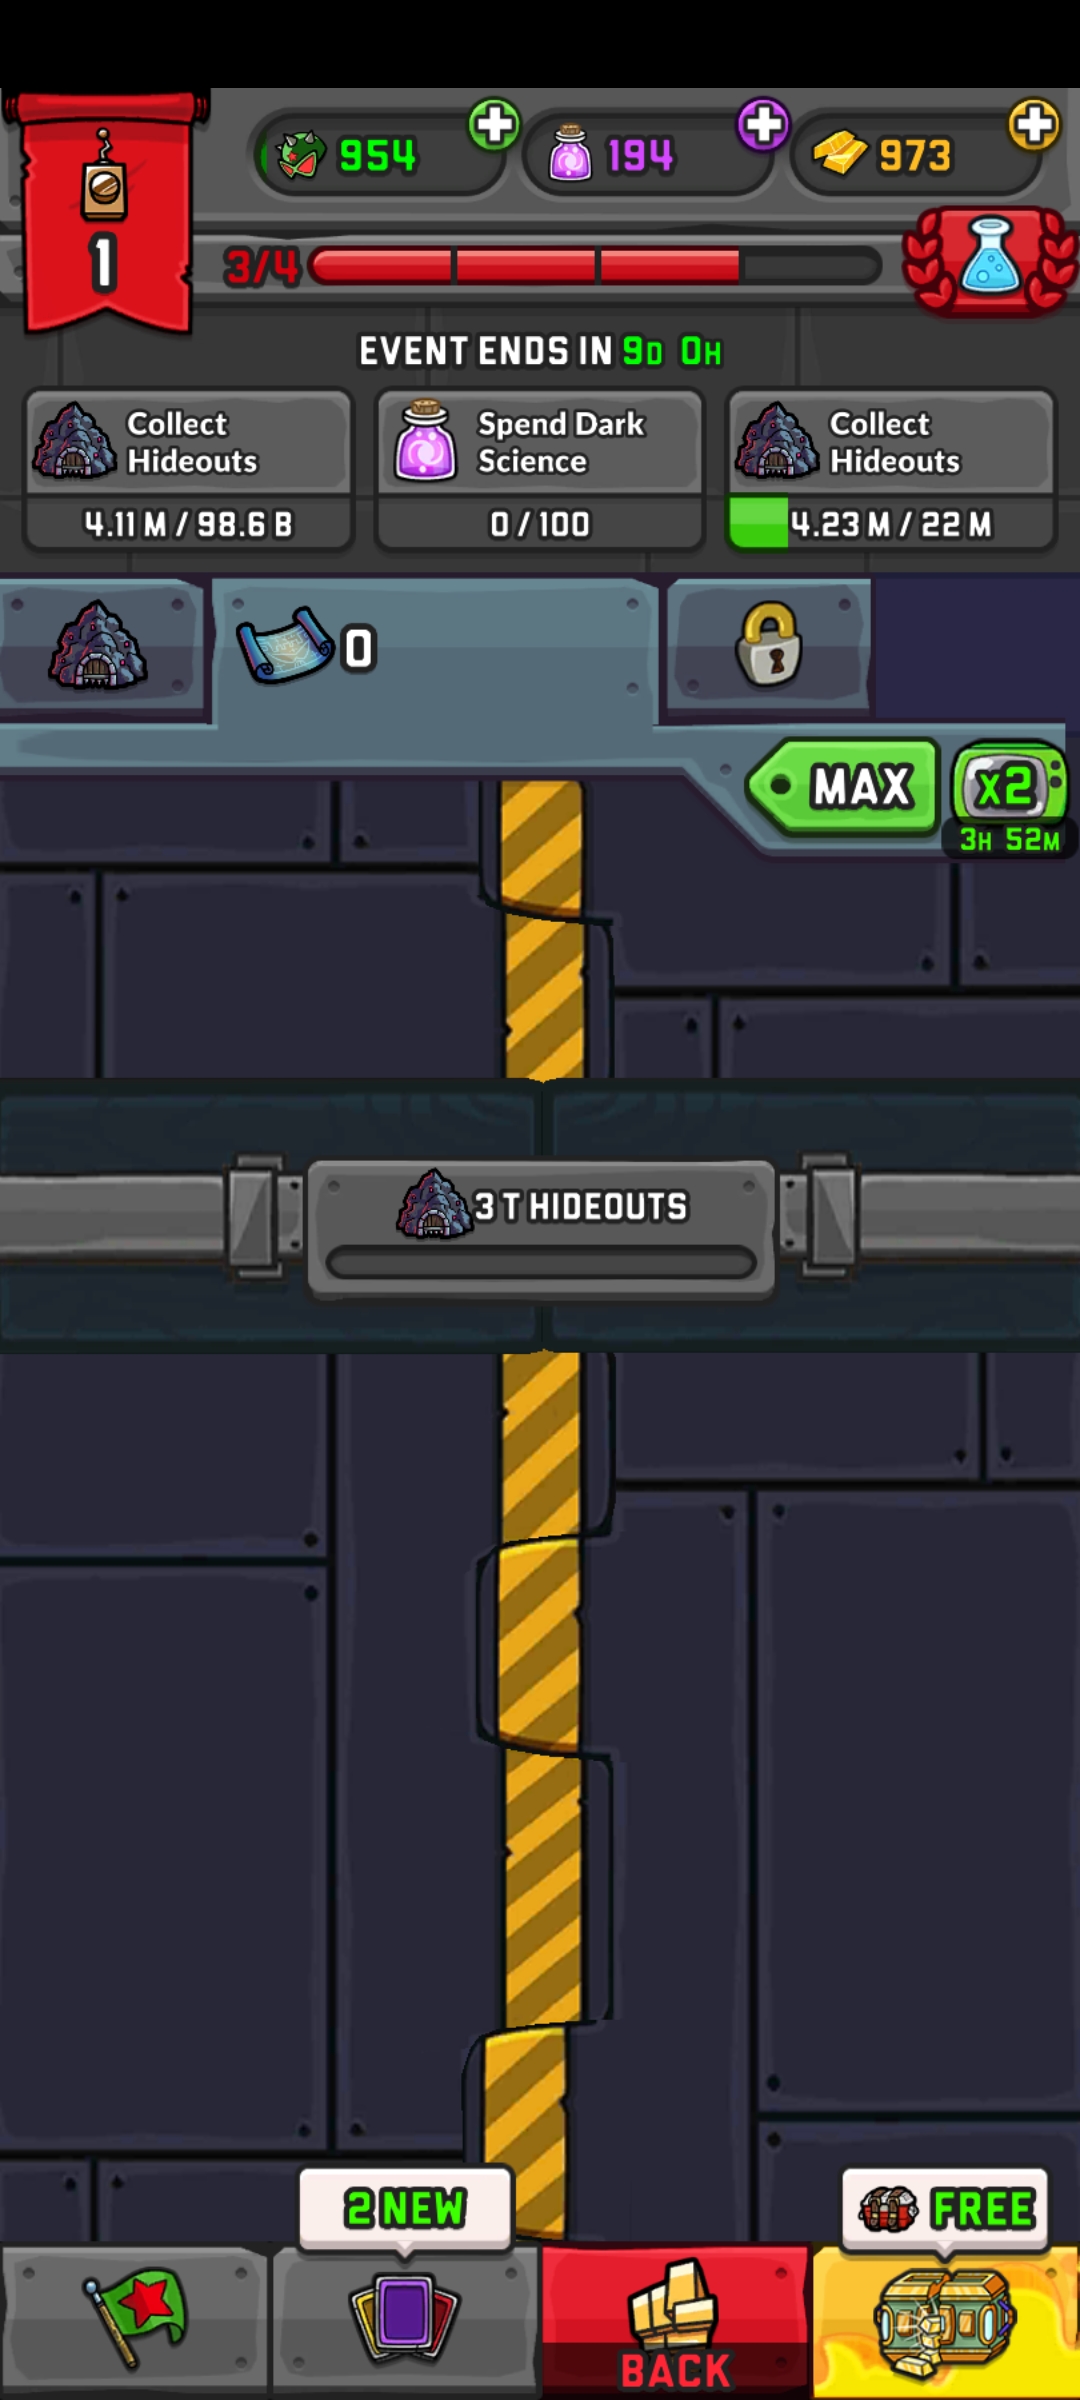 954
194
973
1
3/4
EVENT ENDS IN 9D 0H
Collect
Hideouts
4.11 M / 98.6 B
Spend Dark
Science
0 / 100
Collect
Hideouts
4.23 M / 22 M
0
MAX
X2
3H 52M
3 T HIDEOUTS
2 NEW
FREE
BACK